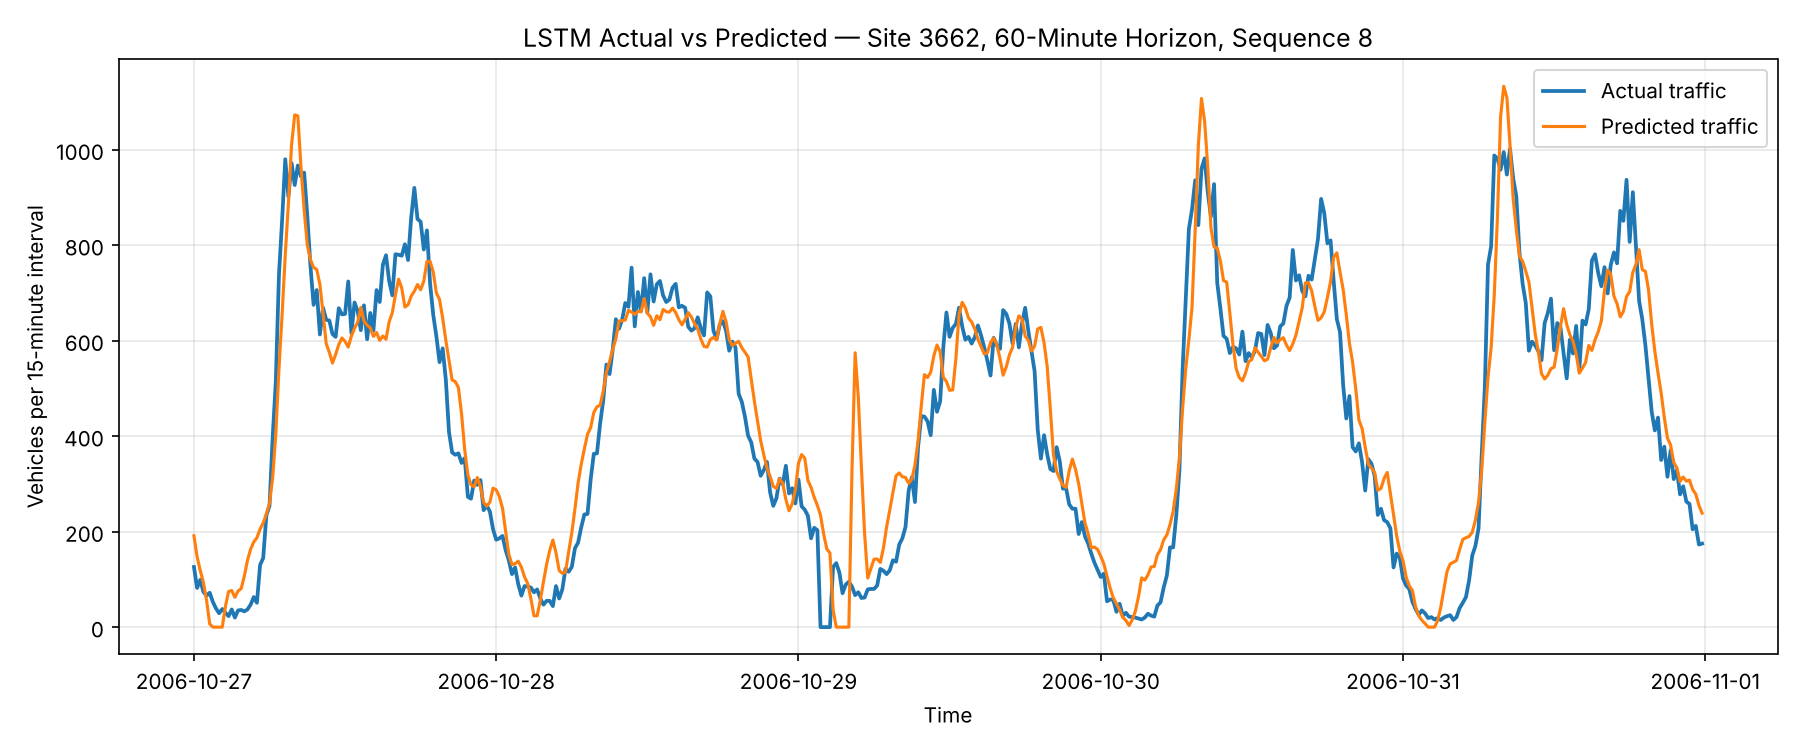 LSTM Actual vs Predicted — Site 3662, 60-Minute Horizon, Sequence 8
Actual traffic
Predicted traffic
Vehicles per 15-minute interval
1000
800
600
400
200
0
2006-10-27
2006-10-28
2006-10-29
2006-10-30
2006-10-31
2006-11-01
Time